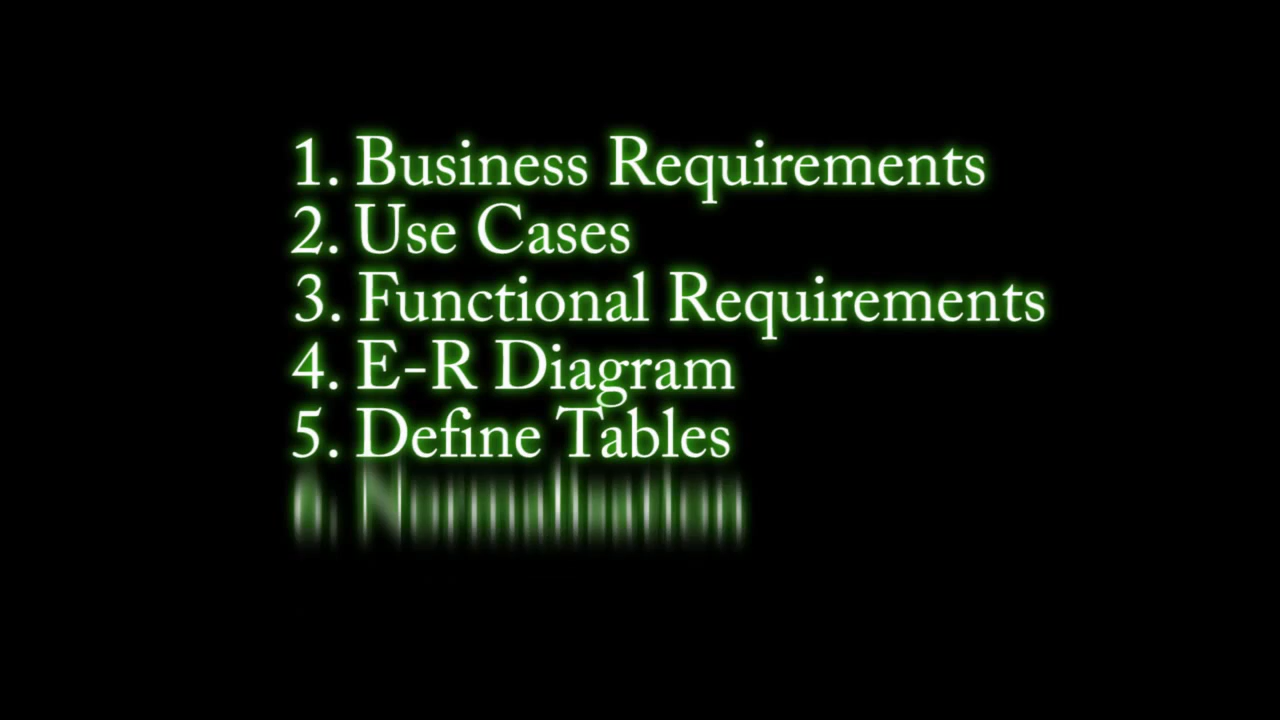 1. Business Requirements
2. Use Cases
3. Functional Requirements
4. E-R Diagram
5. Define Tables